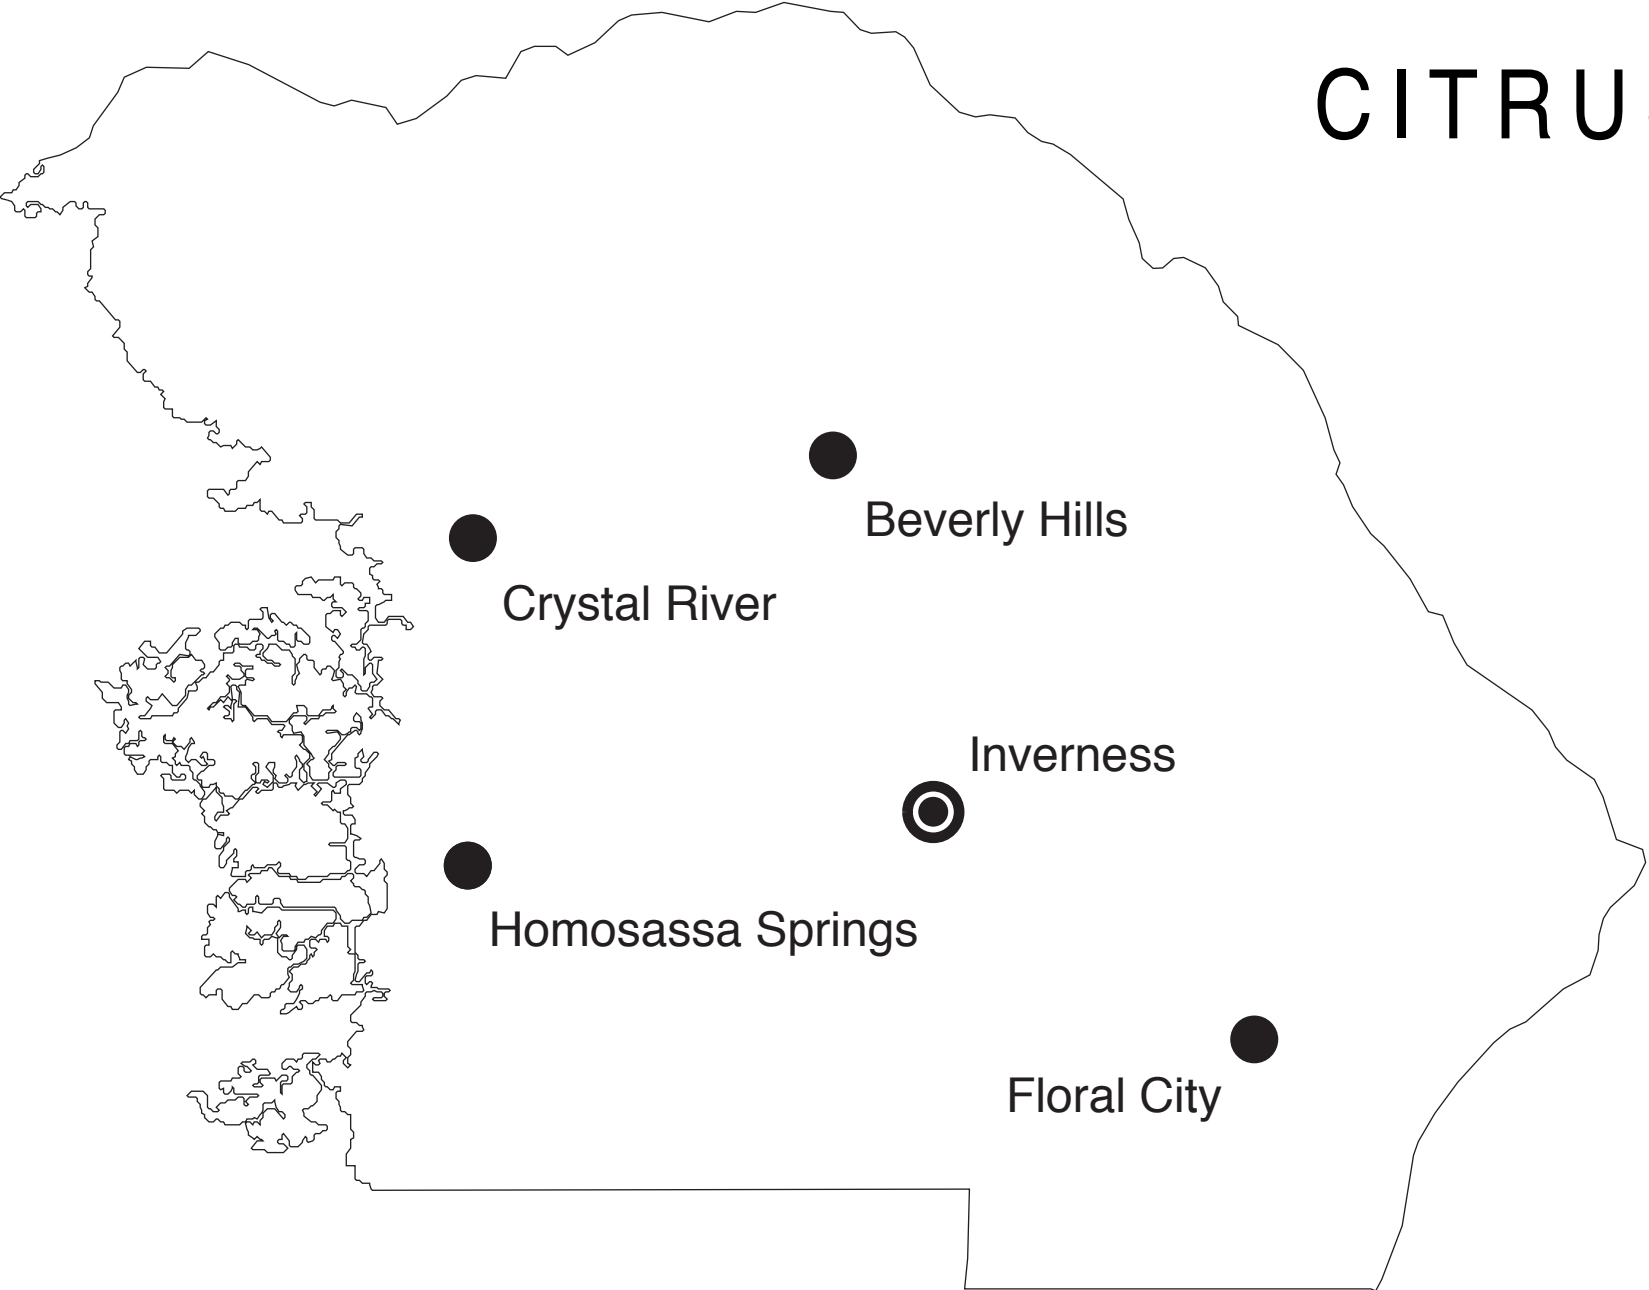 CITRU
Beverly Hills
Crystal River
Inverness
Homosassa Springs
Floral City